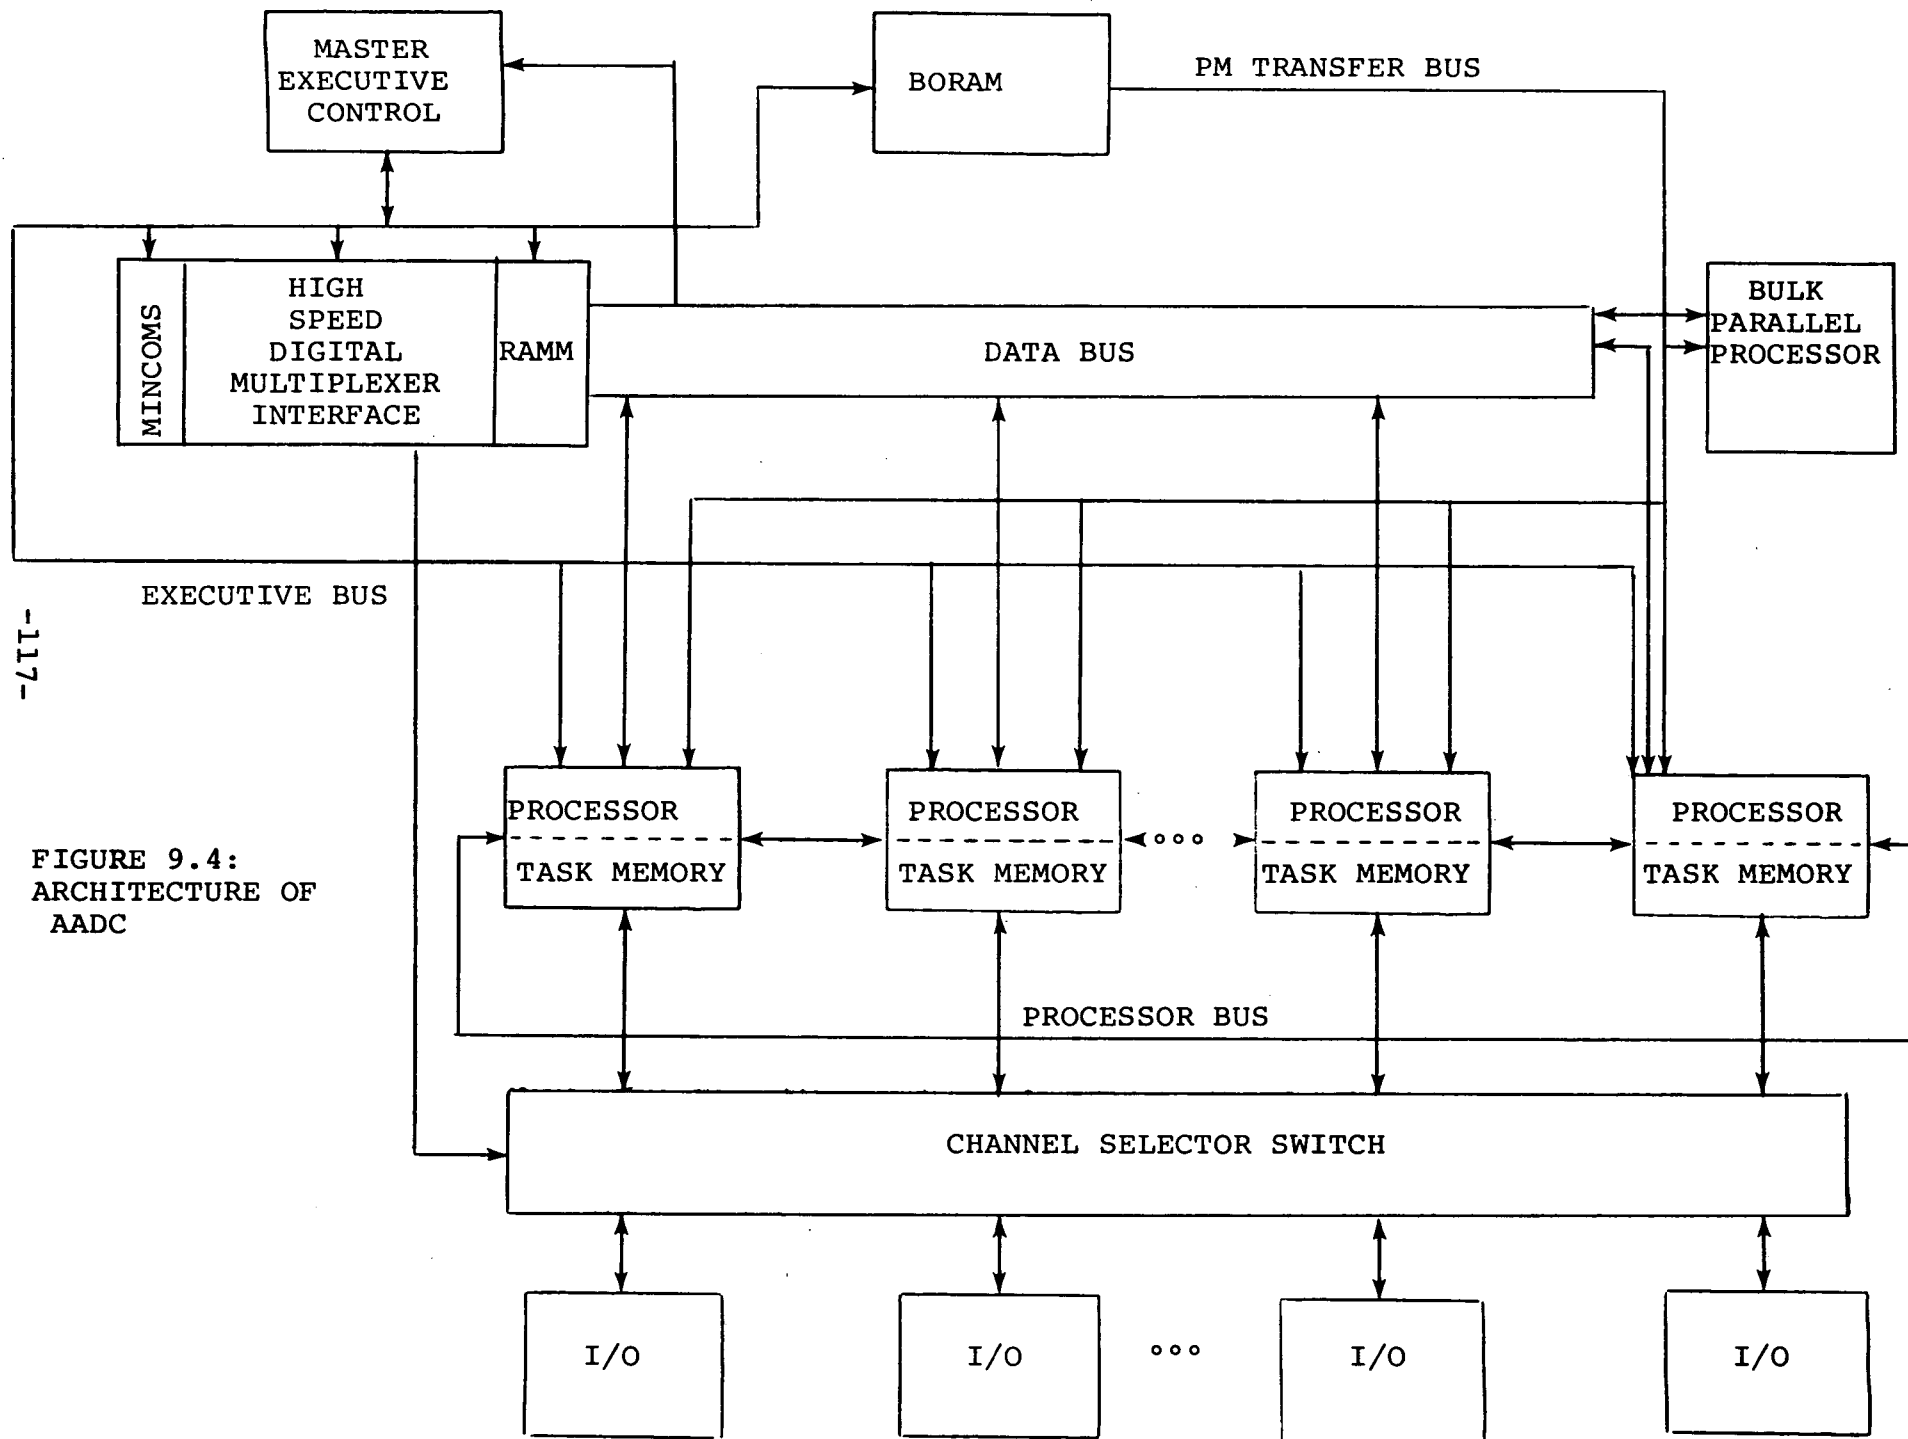 MASTER
EXECUTIVE
CONTROL
BORAM
PM TRANSFER BUS
MINCOMS
HIGH
SPEED
DIGITAL
MULTIPLEXER
INTERFACE
RAMM
DATA BUS
BULK
PARALLEL
PROCESSOR
EXECUTIVE BUS
-117-
PROCESSOR
TASK MEMORY
PROCESSOR
TASK MEMORY
PROCESSOR
TASK MEMORY
PROCESSOR
TASK MEMORY
FIGURE 9.4:
ARCHITECTURE OF
AADC
PROCESSOR BUS
CHANNEL SELECTOR SWITCH
I/O
I/O
I/O
I/O